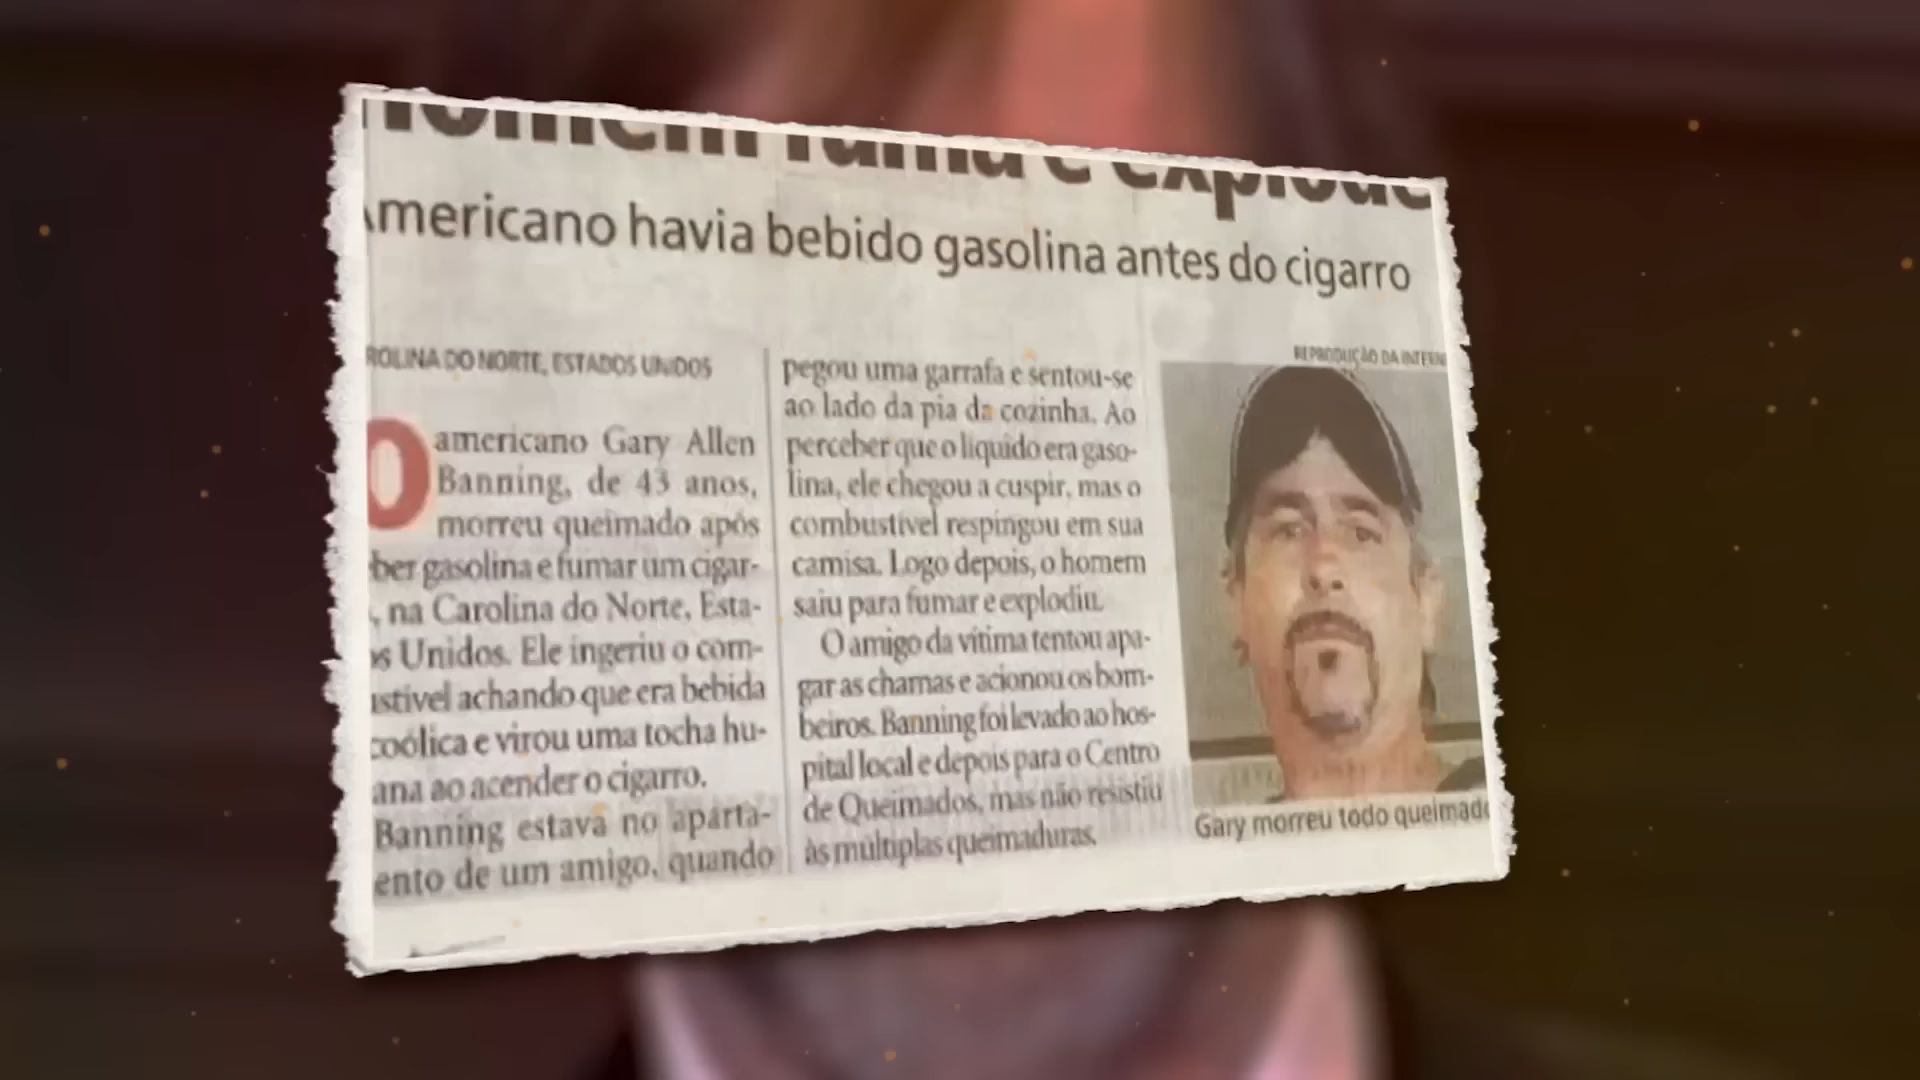 Homem fuma e explode
Americano havia bebido gasolina antes do cigarro
ROLINA DO NORTE, ESTADOS UNIDOS
REPRODUÇÃO DA INTERN
O americano Gary Allen
Banning, de 43 anos,
morreu queimado após
ber gasolina e fumar um cigar-
, na Carolina do Norte, Esta-
os Unidos. Ele ingeriu o com-
ustível achando que era bebida
coólica e virou uma tocha hu-
ana ao acender o cigarro.
Banning estava no aparta-
ento de um amigo, quando
pegou uma garrafa e sentou-se
ao lado da pia da cozinha. Ao
perceber que o líquido era gaso-
lina, ele chegou a cuspir, mas o
combustível respingou em sua
camisa. Logo depois, o homem
saiu para fumar e explodiu.
O amigo da vítima tentou apa-
gar as chamas e acionou os bom-
beiros. Banning foi levado ao hos-
pital local e depois para o Centro
de Queimados, mas não resistiu
às múltiplas queimaduras.
Gary morreu todo queimado